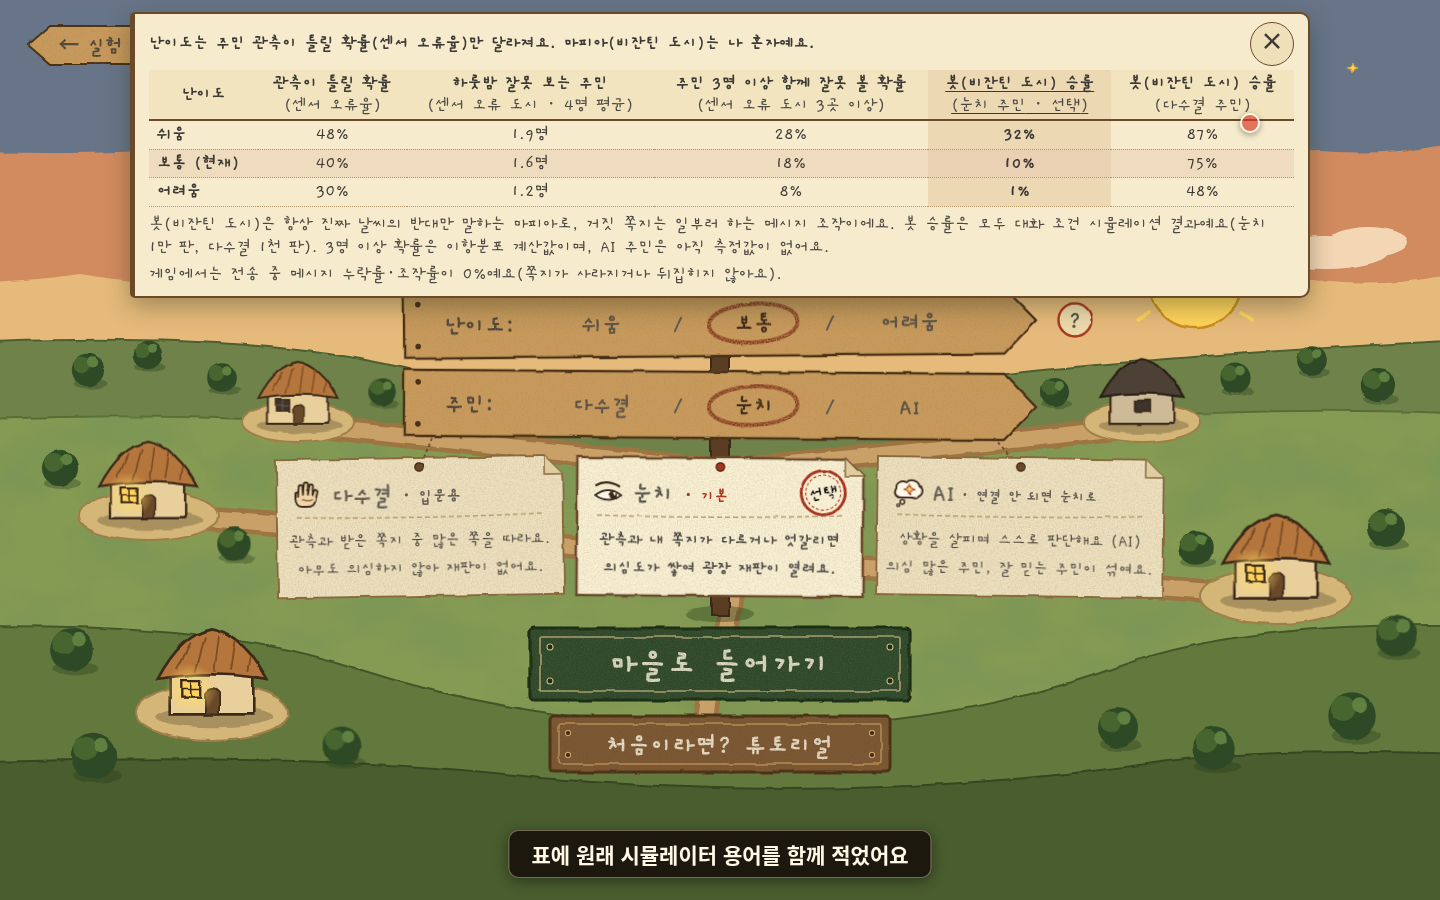 ← 실험
난이도는 주민 관측이 틀릴 확률(센서 오류율)만 달라져요. 마피아(비잔틴 도시)는 나 혼자예요.
난이도 관측이 틀릴 확률 (센서 오류율) 하룻밤 잘못 보는 주민 (센서 오류 도시 · 4명 평균) 주민 3명 이상 함께 잘못 볼 확률 (센서 오류 도시 3곳 이상) 봇(비잔틴 도시) 승률 (눈치 주민 · 선택) 봇(비잔틴 도시) 승률 (다수결 주민)
쉬움 48% 1.9명 28% 32% 87%
보통 (현재) 40% 1.6명 18% 10% 75%
어려움 30% 1.2명 8% 1% 48%
봇(비잔틴 도시)은 항상 진짜 날씨의 반대만 말하는 마피아로, 거짓 쪽지는 일부러 하는 메시지 조작이에요. 봇 승률은 모두 대화 조건 시뮬레이션 결과예요(눈치
1만 판, 다수결 1천 판). 3명 이상 확률은 이항분포 계산값이며, AI 주민은 아직 측정값이 없어요.
게임에서는 전송 중 메시지 누락률·조작률이 0%예요(쪽지가 사라지거나 뒤집히지 않아요).
난이도: 쉬움 / 보통 / 어려움 ?
주민: 다수결 / 눈치 / AI
다수결 · 입문용
관측과 받은 쪽지 중 많은 쪽을 따라요.
아무도 의심하지 않아 재판이 없어요.
눈치 · 기본 선택
관측과 내 쪽지가 다르거나 엇갈리면
의심도가 쌓여 광장 재판이 열려요.
AI · 연결 안 되면 눈치로
상황을 살피며 스스로 판단해요 (AI)
의심 많은 주민, 잘 믿는 주민이 섞여요.
마을로 들어가기
처음이라면? 튜토리얼
표에 원래 시뮬레이터 용어를 함께 적었어요